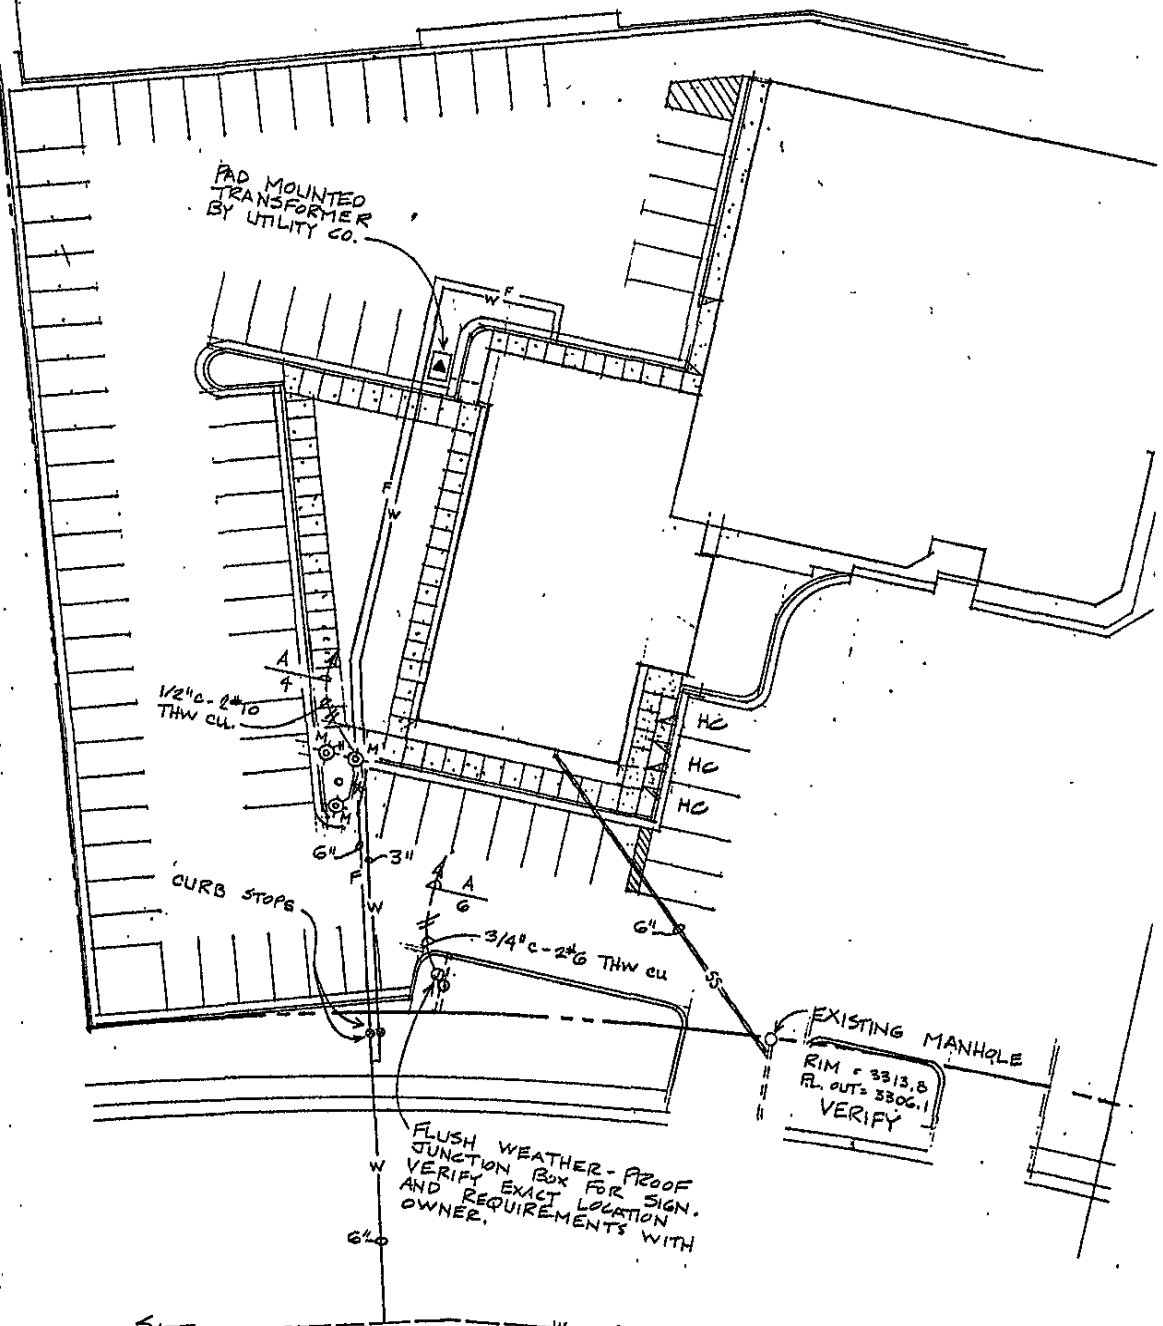 PAD MOUNTED
TRANSFORMER
BY UTILITY CO.
F
W
F
W
A
4
1/2"C-2#10
THW CU.
M
M
M
HC
HC
HC
6"
3"
F
W
CURB STOPS
A
6
3/4"C-2#6 THW CU
6"
SS
EXISTING MANHOLE
RIM = 3313.8
FL. OUT= 3306.1
VERIFY
FLUSH WEATHER-PROOF
JUNCTION BOX FOR SIGN.
VERIFY EXACT LOCATION
AND REQUIREMENTS WITH
OWNER.
W
6"
W